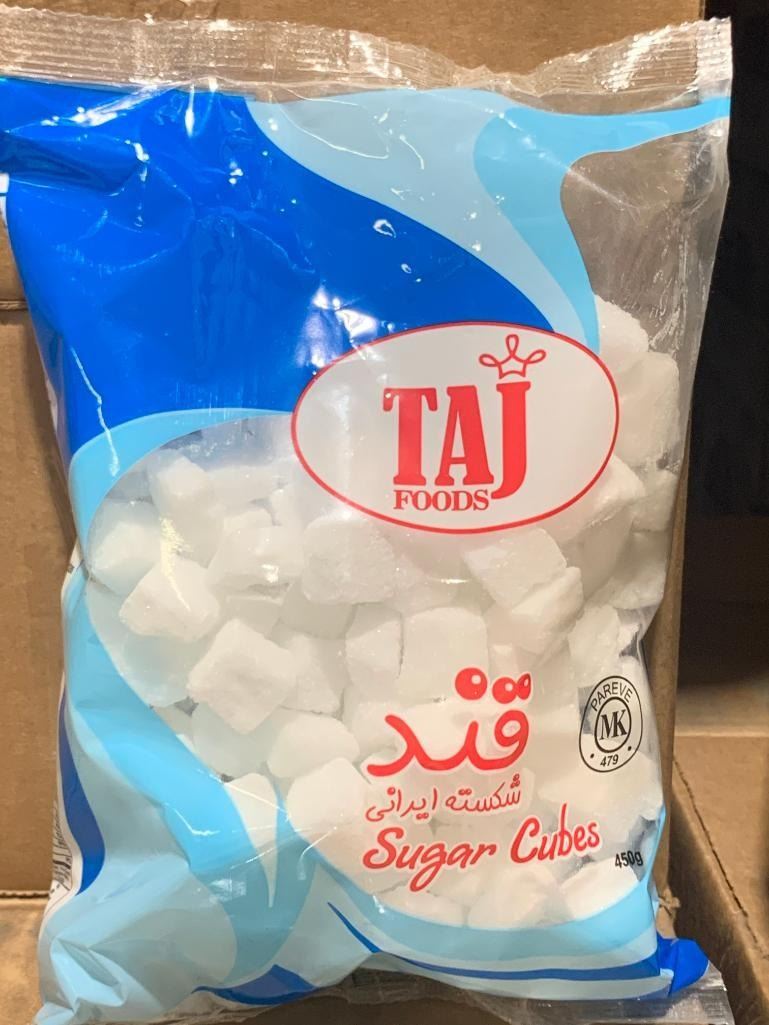 TAJ
FOODS
قند
شکسته ایرانی
Sugar Cubes
PAREVE
MK
479
450g